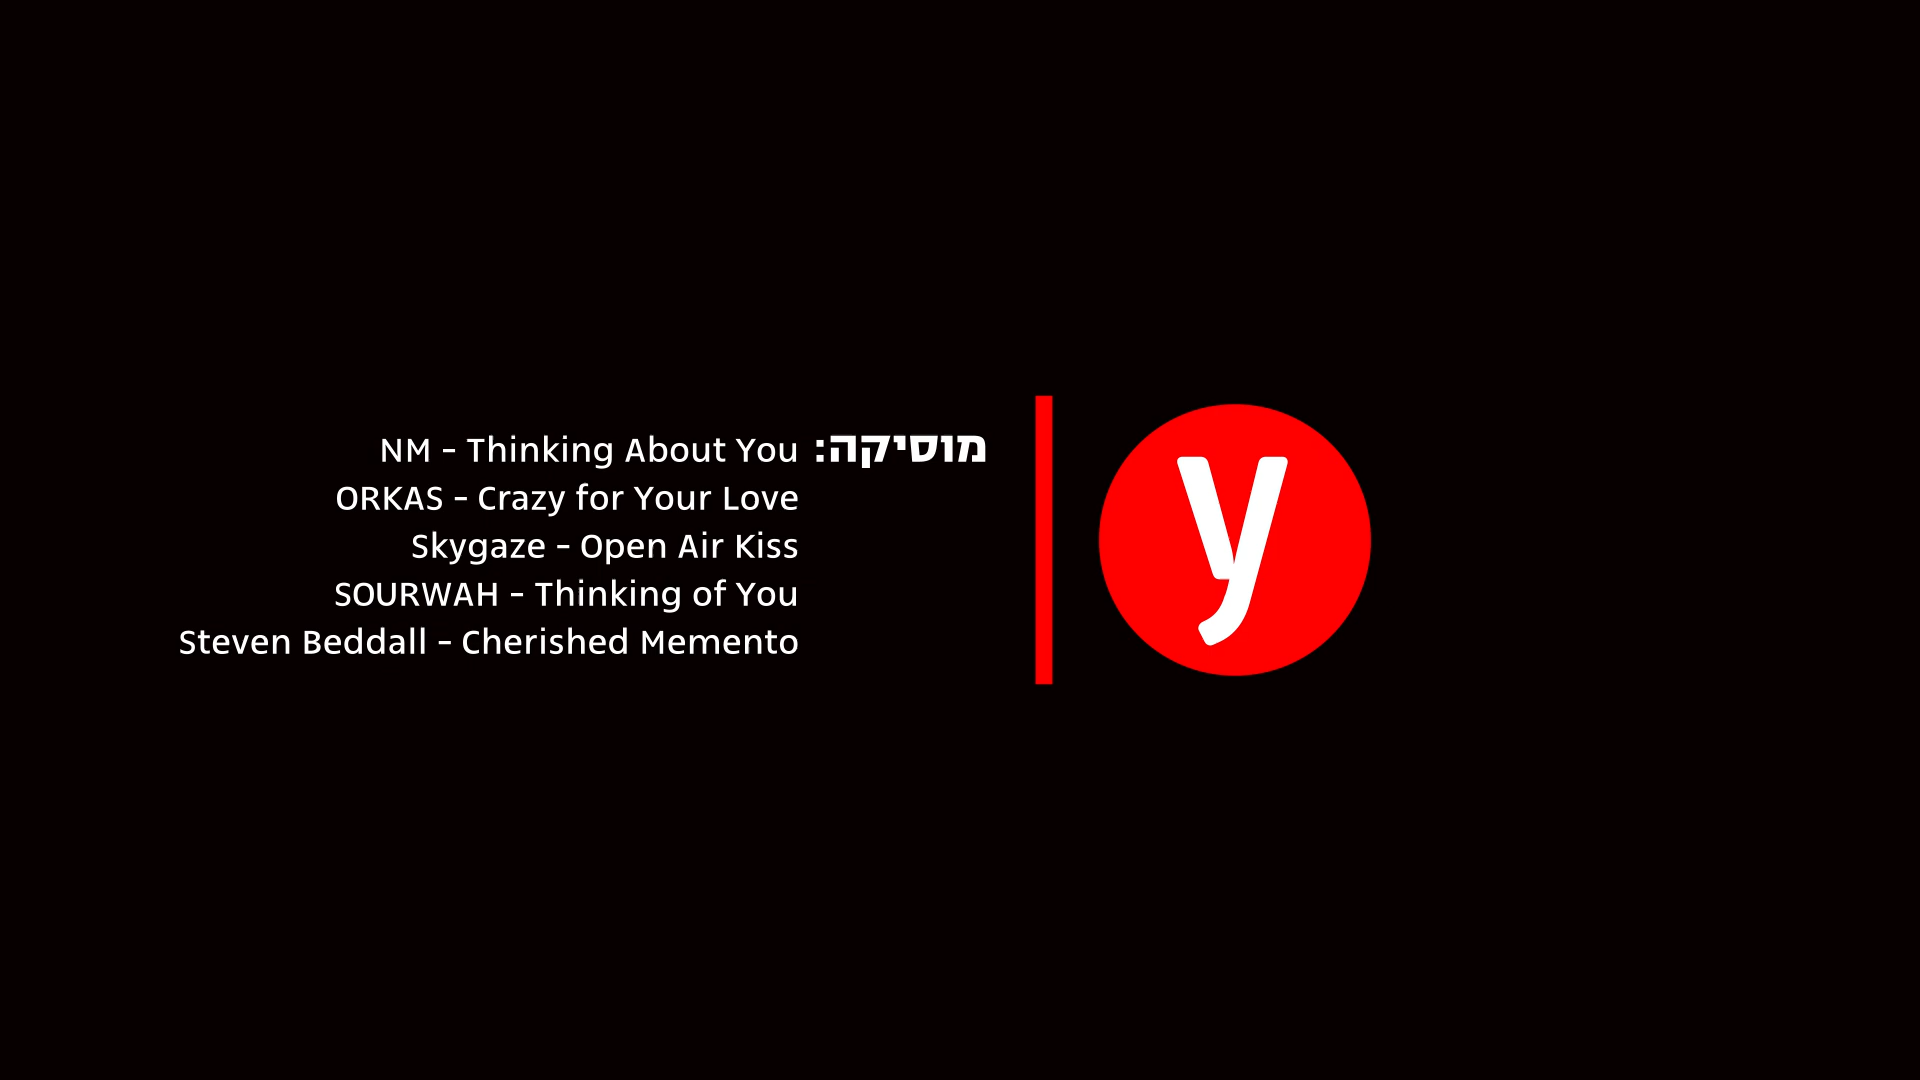 מוסיקה: NM - Thinking About You
ORKAS - Crazy for Your Love
Skygaze - Open Air Kiss
SOURWAH - Thinking of You
Steven Beddall - Cherished Memento
y